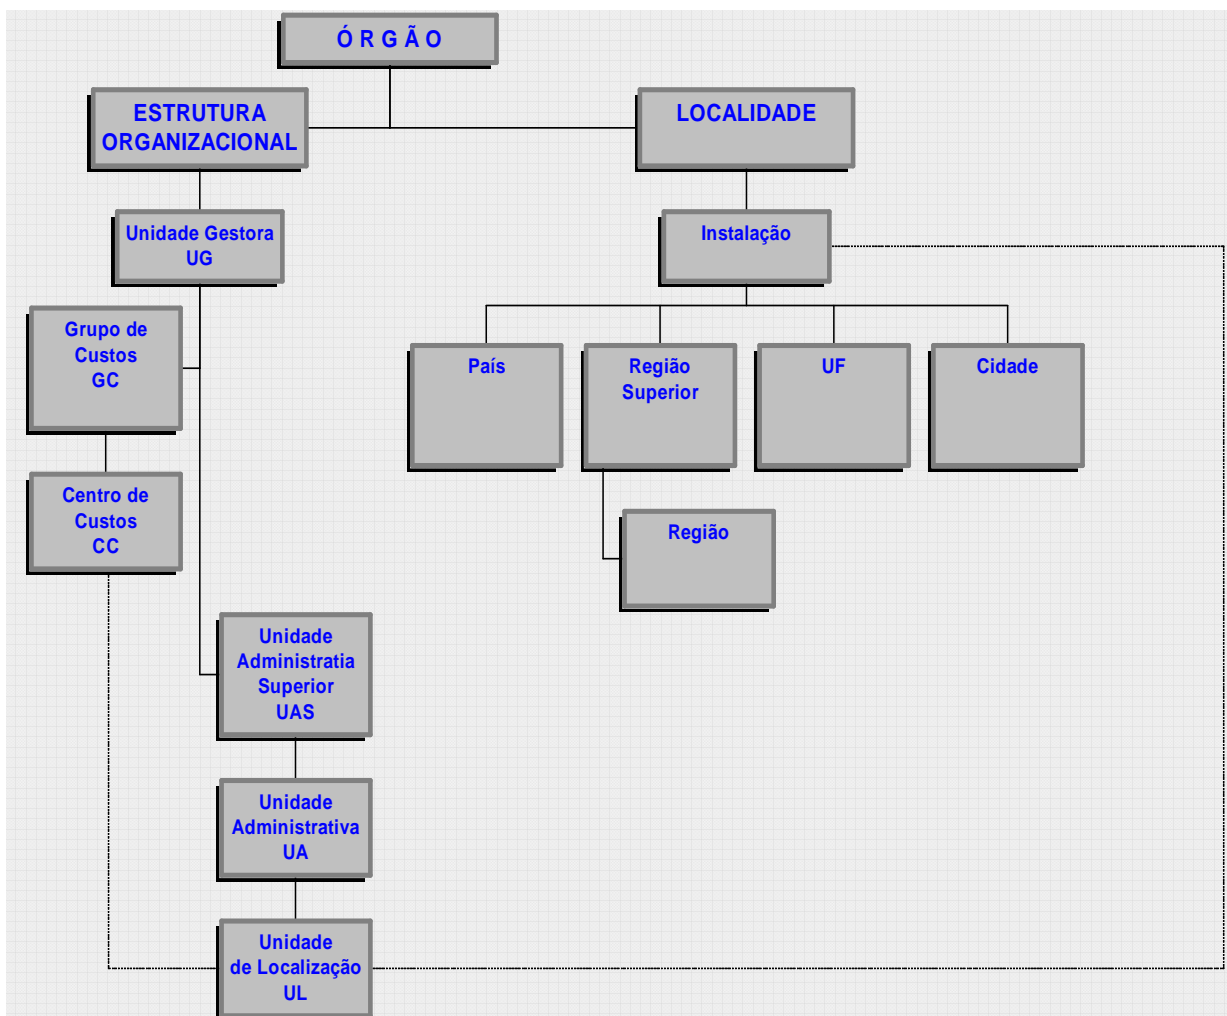 Ó R G Ã O
ESTRUTURA
ORGANIZACIONAL
LOCALIDADE
Unidade Gestora
UG
Instalação
Grupo de
Custos
GC
País
Região
Superior
UF
Cidade
Centro de
Custos
CC
Região
Unidade
Administratia
Superior
UAS
Unidade
Administrativa
UA
Unidade
de Localização
UL